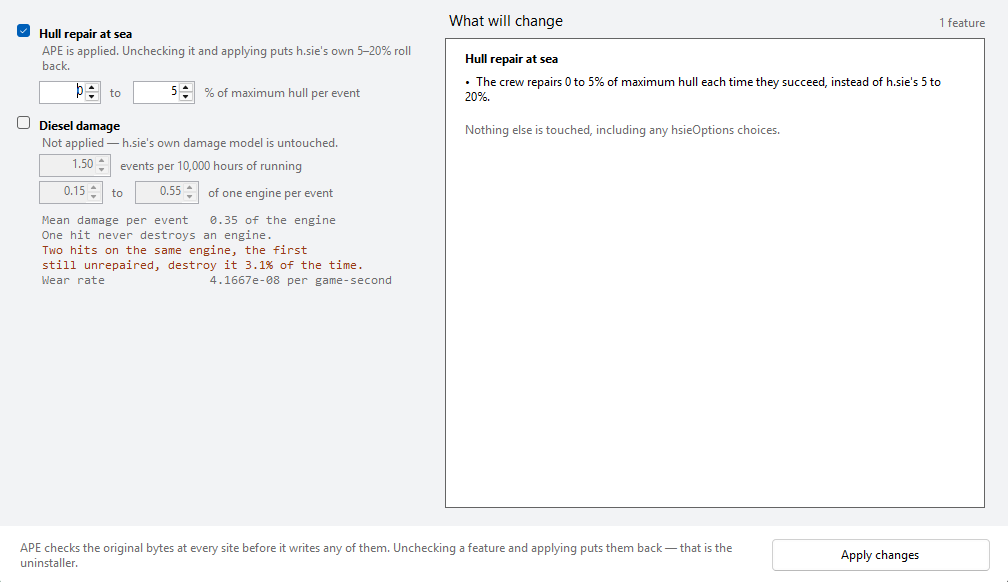 Hull repair at sea
APE is applied. Unchecking it and applying puts h.sie's own 5–20% roll
back.
0 to 5 % of maximum hull per event
Diesel damage
Not applied — h.sie's own damage model is untouched.
1.50 events per 10,000 hours of running
0.15 to 0.55 of one engine per event
Mean damage per event 0.35 of the engine
One hit never destroys an engine.
Two hits on the same engine, the first
still unrepaired, destroy it 3.1% of the time.
Wear rate 4.1667e-08 per game-second
What will change
1 feature
Hull repair at sea
• The crew repairs 0 to 5% of maximum hull each time they succeed, instead of h.sie's 5 to
20%.
Nothing else is touched, including any hsieOptions choices.
APE checks the original bytes at every site before it writes any of them. Unchecking a feature and applying puts them back — that is the
uninstaller.
Apply changes